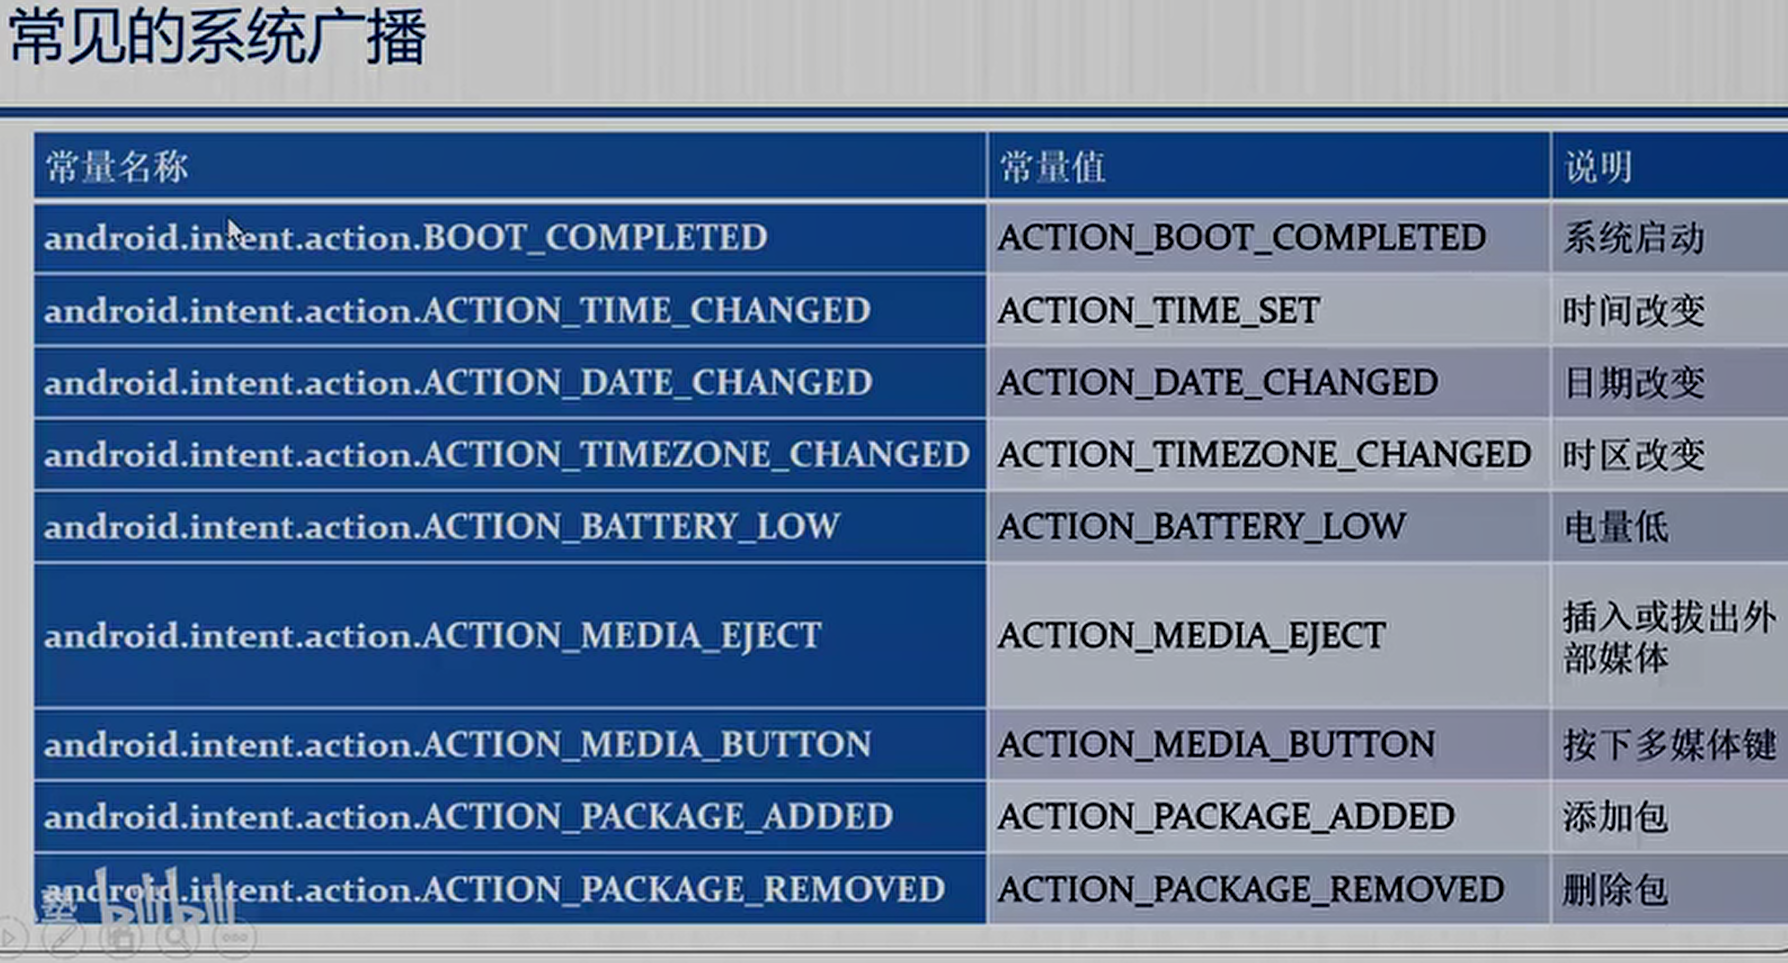 常见的系统广播
常量名称 常量值 说明
android.intent.action.BOOT_COMPLETED ACTION_BOOT_COMPLETED 系统启动
android.intent.action.ACTION_TIME_CHANGED ACTION_TIME_SET 时间改变
android.intent.action.ACTION_DATE_CHANGED ACTION_DATE_CHANGED 日期改变
android.intent.action.ACTION_TIMEZONE_CHANGED ACTION_TIMEZONE_CHANGED 时区改变
android.intent.action.ACTION_BATTERY_LOW ACTION_BATTERY_LOW 电量低
android.intent.action.ACTION_MEDIA_EJECT ACTION_MEDIA_EJECT 插入或拔出外
部媒体
android.intent.action.ACTION_MEDIA_BUTTON ACTION_MEDIA_BUTTON 按下多媒体键
android.intent.action.ACTION_PACKAGE_ADDED ACTION_PACKAGE_ADDED 添加包
android.intent.action.ACTION_PACKAGE_REMOVED ACTION_PACKAGE_REMOVED 删除包
bilibili